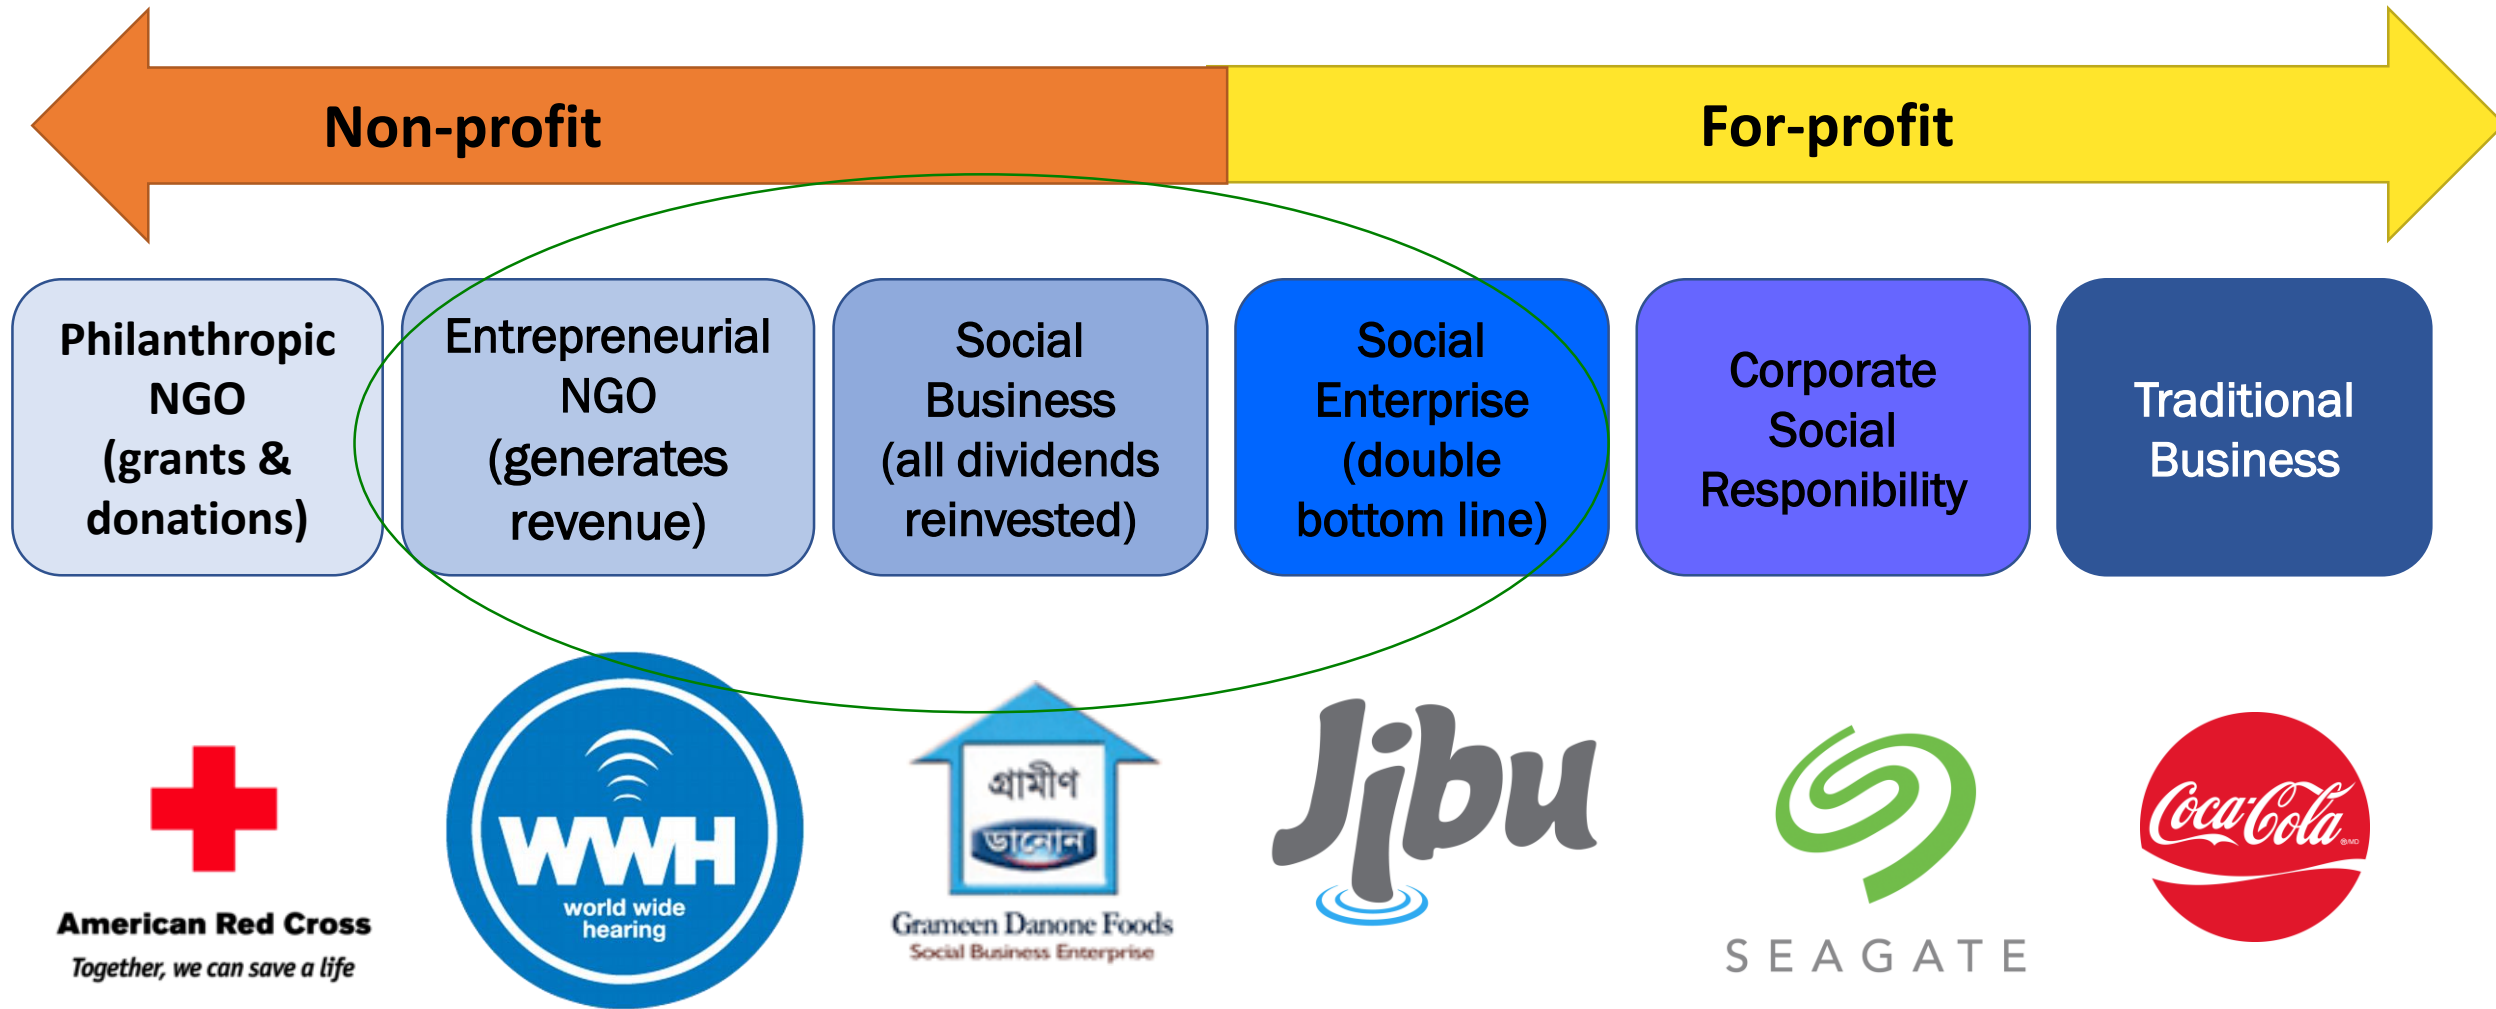 Non-profit
For-profit
Philanthropic
NGO
(grants &
donations)
Entrepreneurial
NGO
(generates
revenue)
Social
Business
(all dividends
reinvested)
Social
Enterprise
(double
bottom line)
Corporate
Social
Responibility
Traditional
Business
American Red Cross
Together, we can save a life
WWH
world wide
hearing
গ্রামীণ
ডানোন
Grameen Danone Foods
Social Business Enterprise
Jibu
SEAGATE
Coca-Cola
®/MD